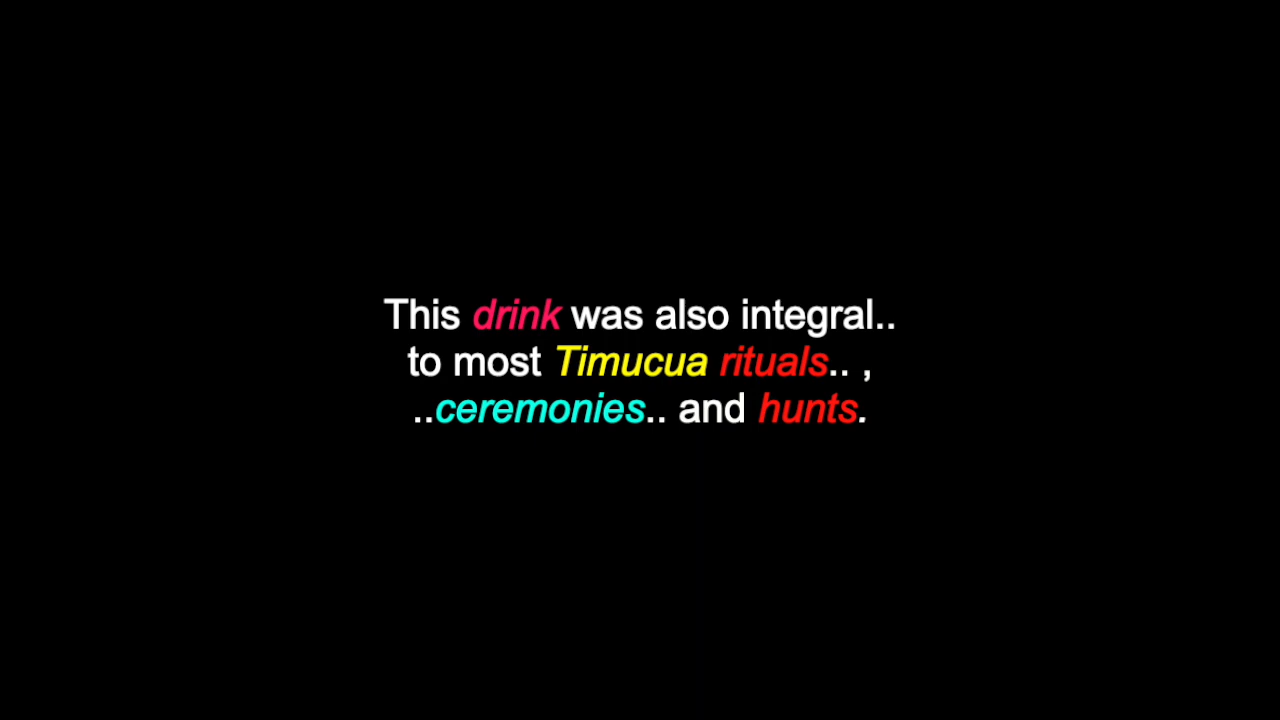 This drink was also integral..
to most Timucua rituals.. ,
..ceremonies.. and hunts.